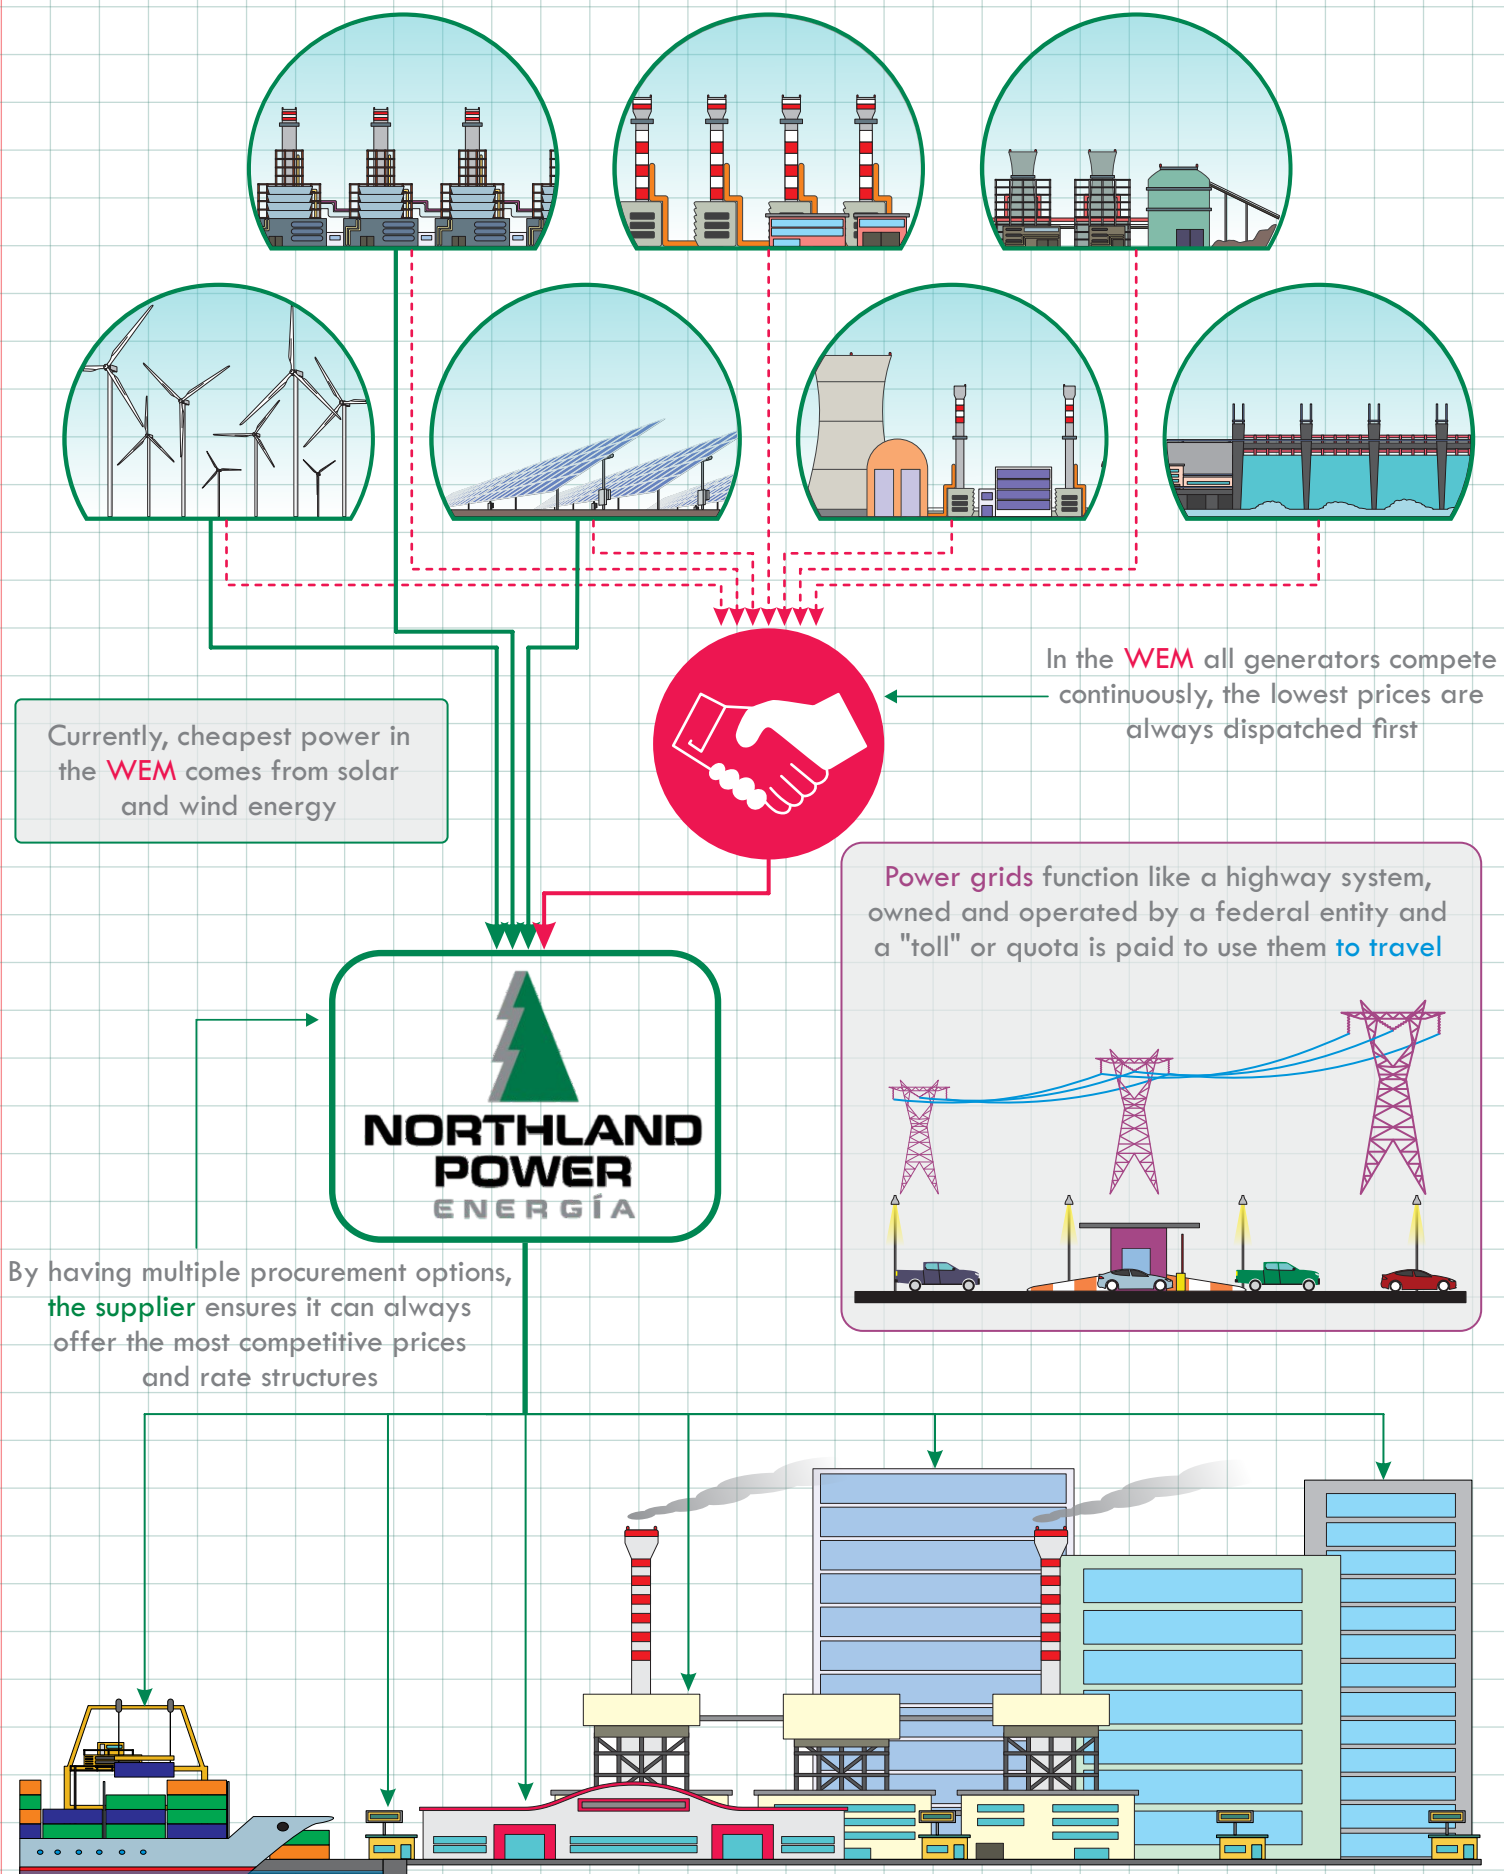 In the WEM all generators compete
continuously, the lowest prices are
always dispatched first
Currently, cheapest power in
the WEM comes from solar
and wind energy
Power grids function like a highway system,
owned and operated by a federal entity and
a "toll" or quota is paid to use them to travel
NORTHLAND
POWER
ENERGÍA
By having multiple procurement options,
the supplier ensures it can always
offer the most competitive prices
and rate structures